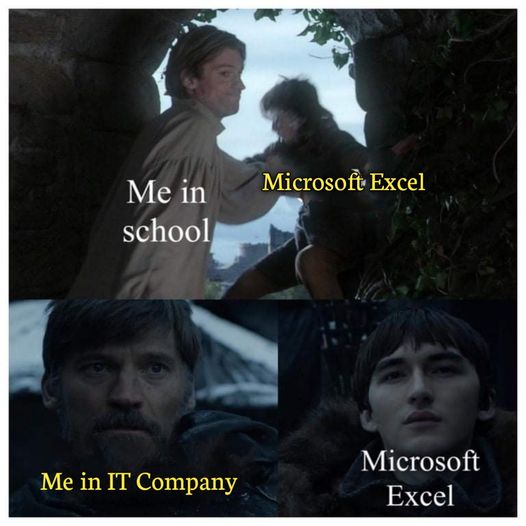 Me in
school
Microsoft Excel
Me in IT Company
Microsoft
Excel